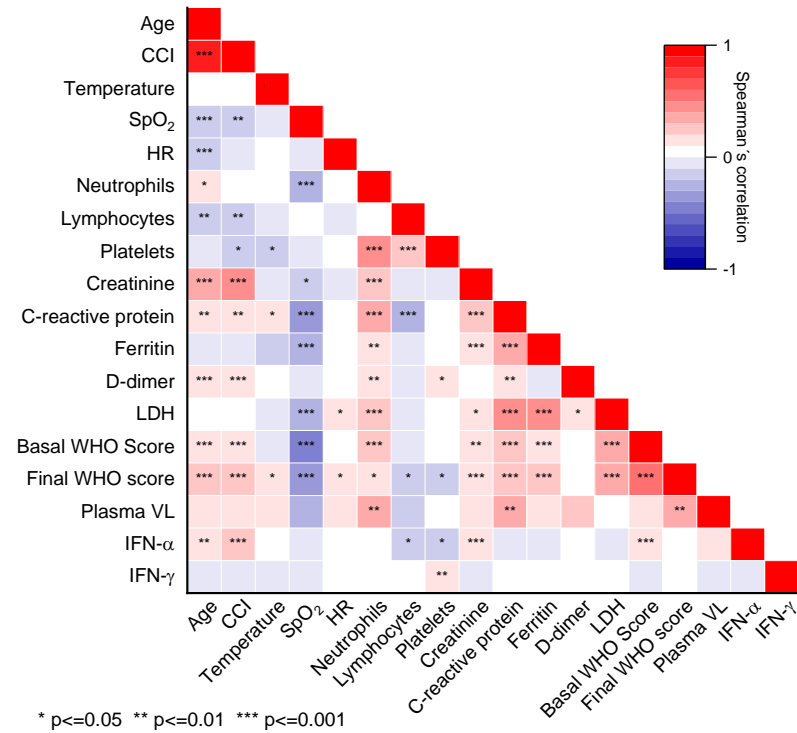 Age
CCI ***
Temperature
SpO₂ *** **
HR ***
Neutrophils * ***
Lymphocytes ** **
Platelets * * *** ***
Creatinine *** *** * ***
C-reactive protein ** ** * *** *** *** ***
Ferritin *** ** *** ***
D-dimer *** *** ** * **
LDH *** * *** * *** *** *
Basal WHO Score *** *** *** *** ** *** *** ***
Final WHO score *** *** * *** * * * * *** *** *** *** ***
Plasma VL ** ** **
IFN-α ** *** * * *** ***
IFN-γ **
1
0
-1
Spearman´s correlation
Age
CCI
Temperature
SpO₂
HR
Neutrophils
Lymphocytes
Platelets
Creatinine
C-reactive protein
Ferritin
D-dimer
LDH
Basal WHO Score
Final WHO score
Plasma VL
IFN-α
IFN-γ
* p<=0.05 ** p<=0.01 *** p<=0.001